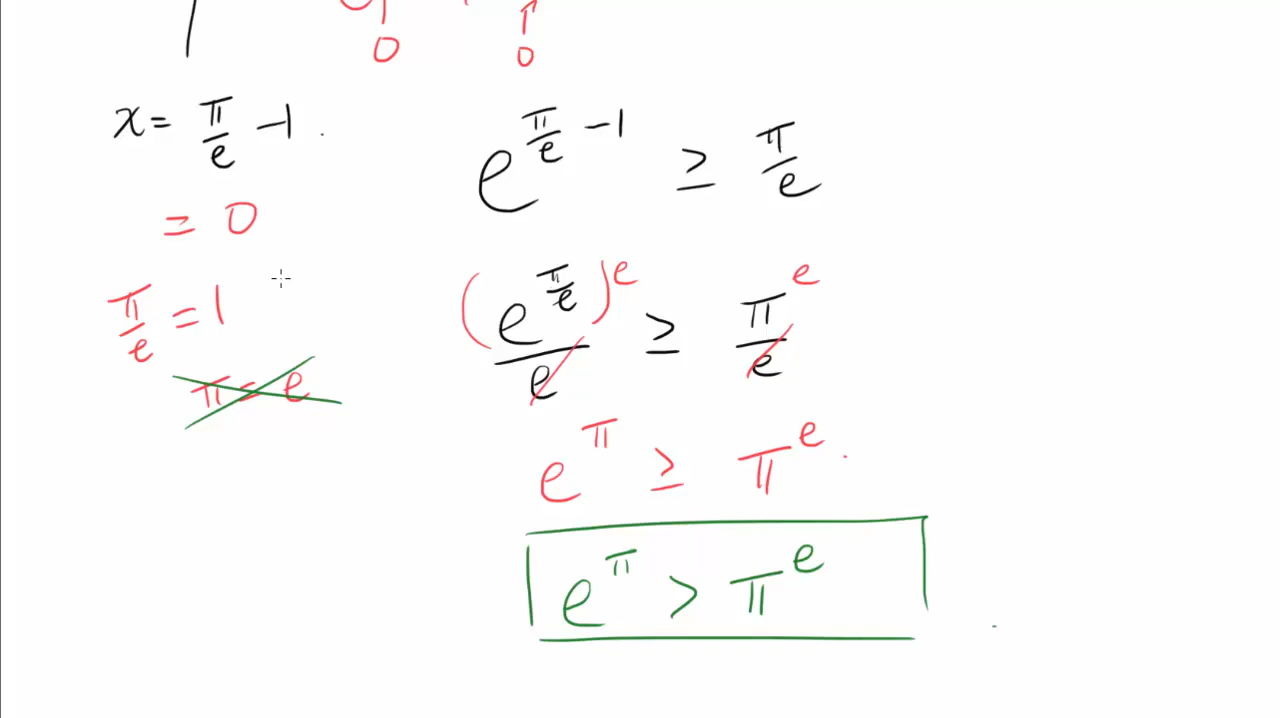 0 0
x = π/e -1 .
e^(π/e -1) ≥ π/e
= 0
π/e = 1
(e^(π/e))^e / e ≥ π^e / e
π = e
e^π ≥ π^e .
e^π > π^e